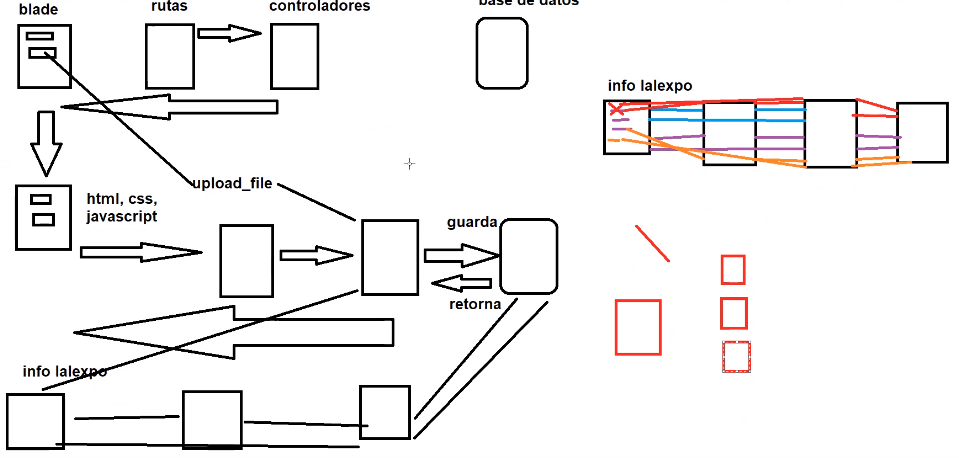 blade
rutas
controladores
base de datos
info lalexpo
upload_file
html, css,
javascript
guarda
retorna
info lalexpo